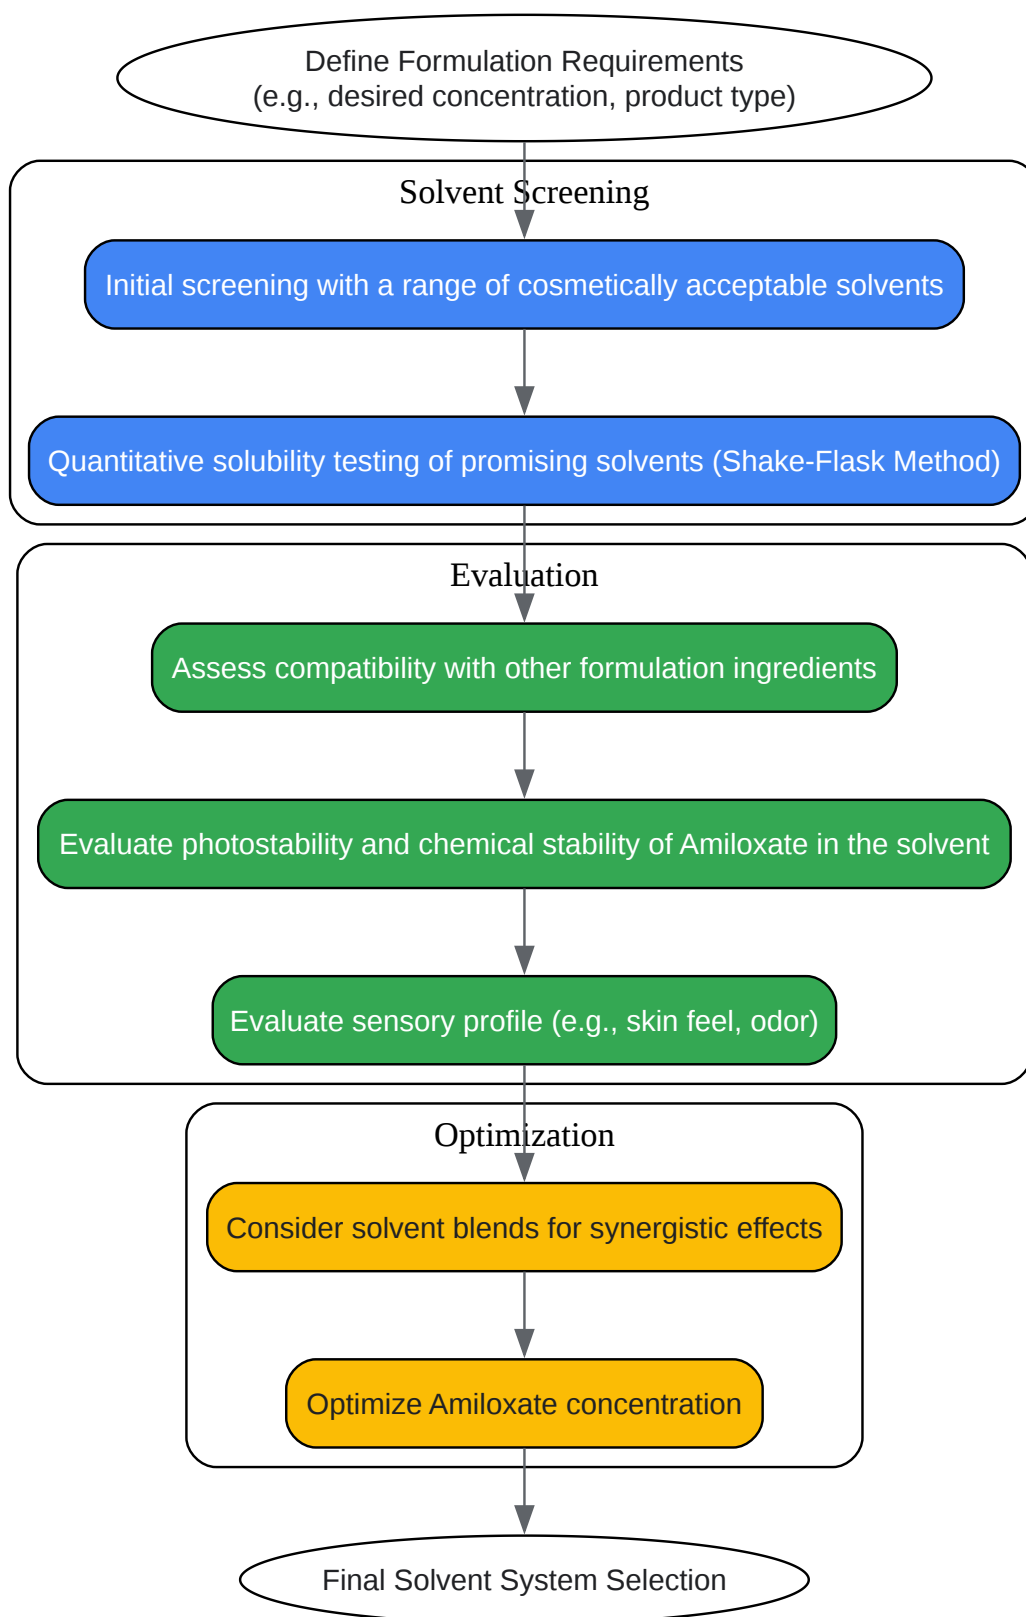 Define Formulation Requirements
(e.g., desired concentration, product type)
Solvent Screening
Initial screening with a range of cosmetically acceptable solvents
Quantitative solubility testing of promising solvents (Shake-Flask Method)
Evaluation
Assess compatibility with other formulation ingredients
Evaluate photostability and chemical stability of Amiloxate in the solvent
Evaluate sensory profile (e.g., skin feel, odor)
Optimization
Consider solvent blends for synergistic effects
Optimize Amiloxate concentration
Final Solvent System Selection